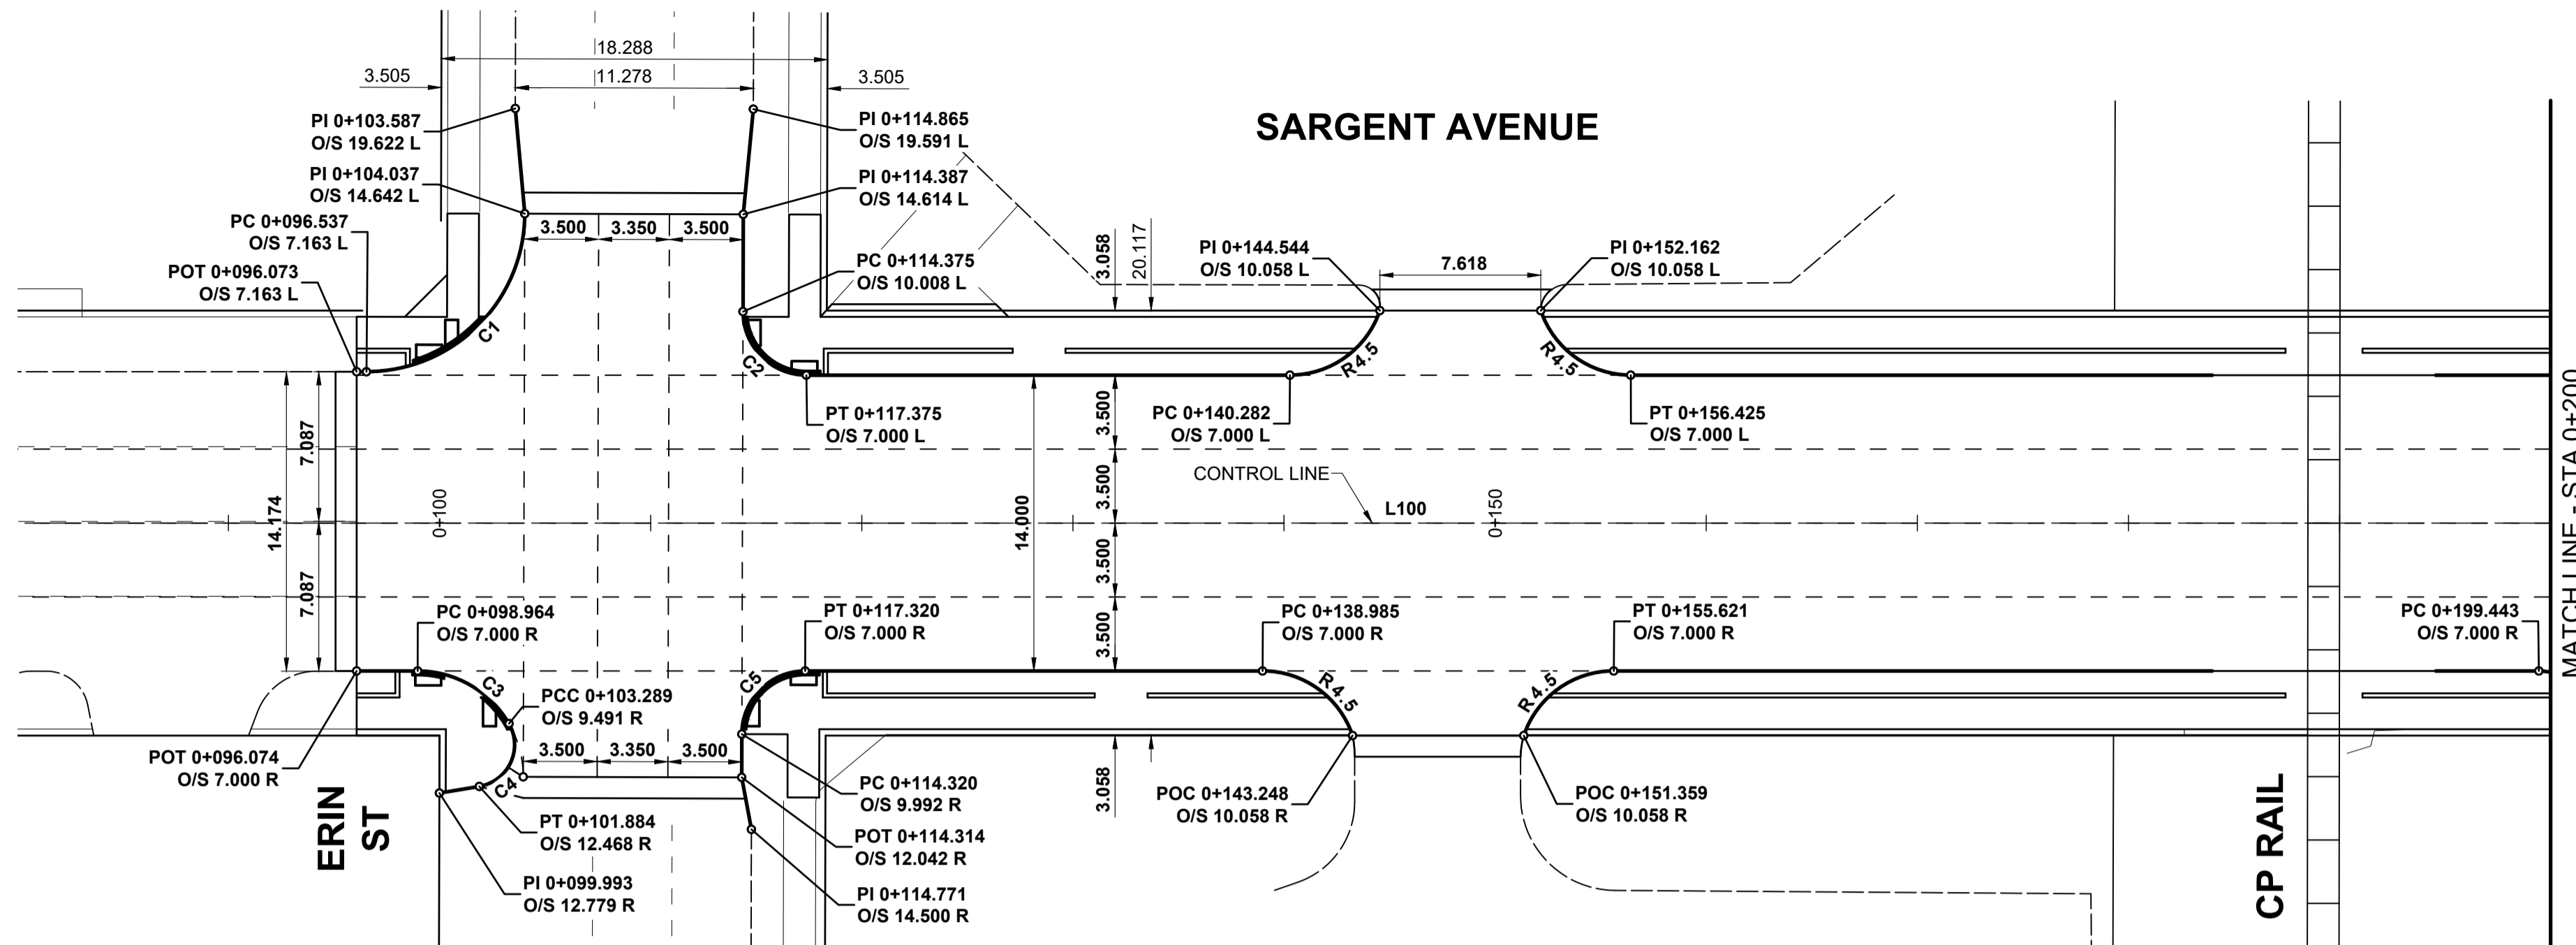 18.288
3.505
11.278
3.505
PI 0+103.587
O/S 19.622 L
PI 0+114.865
O/S 19.591 L
SARGENT AVENUE
PI 0+104.037
O/S 14.642 L
PI 0+114.387
O/S 14.614 L
PC 0+096.537
O/S 7.163 L
3.500
3.350
3.500
POT 0+096.073
O/S 7.163 L
PC 0+114.375
O/S 10.008 L
3.058
20.117
PI 0+144.544
O/S 10.058 L
7.618
PI 0+152.162
O/S 10.058 L
C1
C2
R4.5
R4.5
PT 0+117.375
O/S 7.000 L
PC 0+140.282
O/S 7.000 L
PT 0+156.425
O/S 7.000 L
7.087
3.500
14.174
0+100
14.000
3.500
CONTROL LINE
L100
0+150
MATCH LINE - STA 0+200
7.087
3.500
3.500
PC 0+098.964
O/S 7.000 R
PT 0+117.320
O/S 7.000 R
PC 0+138.985
O/S 7.000 R
PT 0+155.621
O/S 7.000 R
PC 0+199.443
O/S 7.000 R
C3
PCC 0+103.289
O/S 9.491 R
C5
R4.5
R4.5
POT 0+096.074
O/S 7.000 R
3.500
3.350
3.500
C4
3.058
PC 0+114.320
O/S 9.992 R
POC 0+143.248
O/S 10.058 R
POC 0+151.359
O/S 10.058 R
ERIN
ST
PT 0+101.884
O/S 12.468 R
POT 0+114.314
O/S 12.042 R
CP RAIL
PI 0+099.993
O/S 12.779 R
PI 0+114.771
O/S 14.500 R